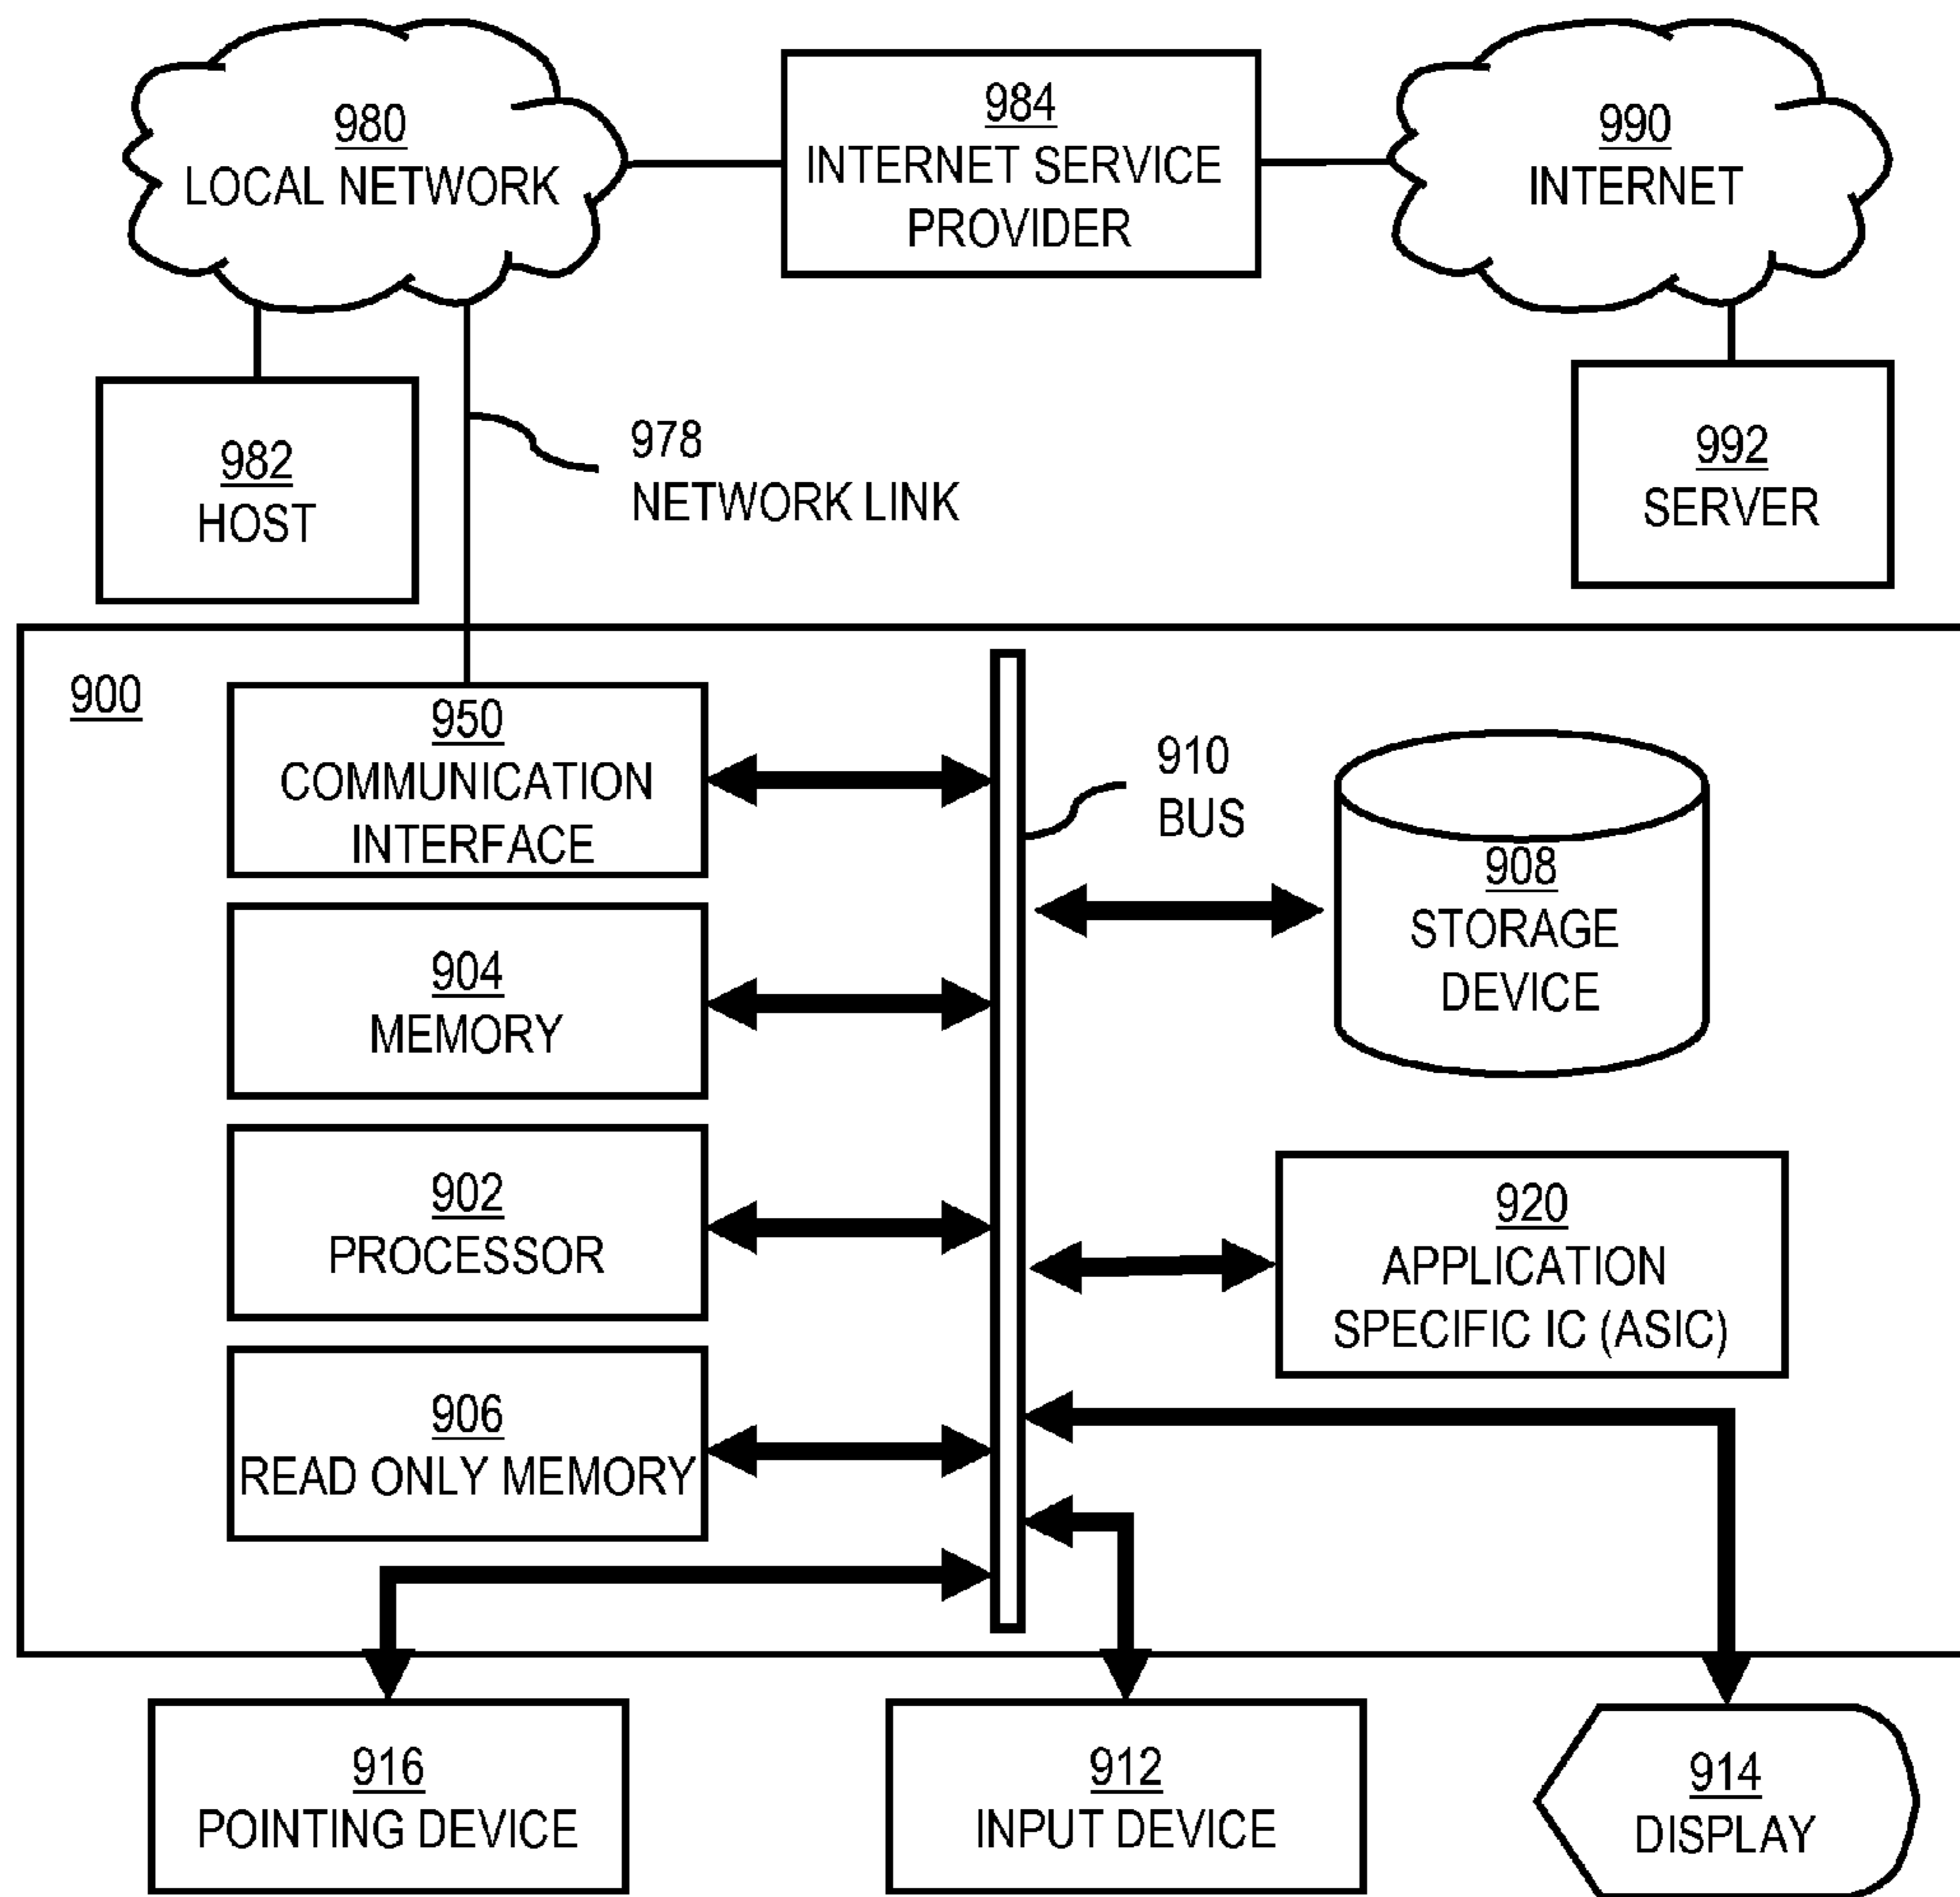 980
LOCAL NETWORK
984
INTERNET SERVICE
PROVIDER
990
INTERNET
982
HOST
978
NETWORK LINK
992
SERVER
900
950
COMMUNICATION
INTERFACE
910
BUS
908
STORAGE
DEVICE
904
MEMORY
902
PROCESSOR
920
APPLICATION
SPECIFIC IC (ASIC)
906
READ ONLY MEMORY
916
POINTING DEVICE
912
INPUT DEVICE
914
DISPLAY